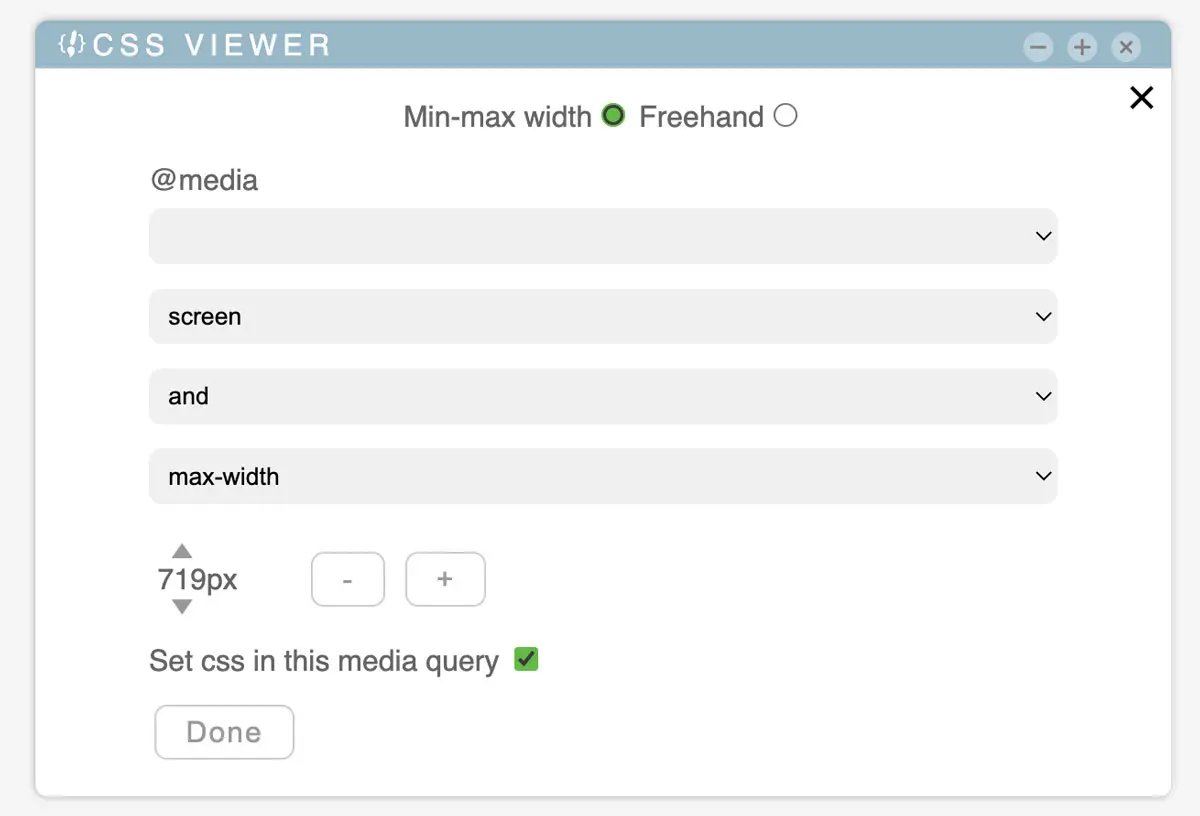 {!} CSS VIEWER
Min-max width Freehand
@media
screen
and
max-width
719px - +
Set css in this media query
Done